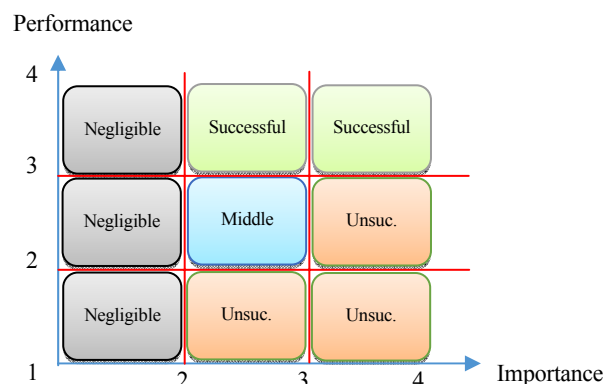 Performance
4
Negligible Successful Successful
3
Negligible Middle Unsuc.
2
Negligible Unsuc. Unsuc.
1 2 3 4 Importance